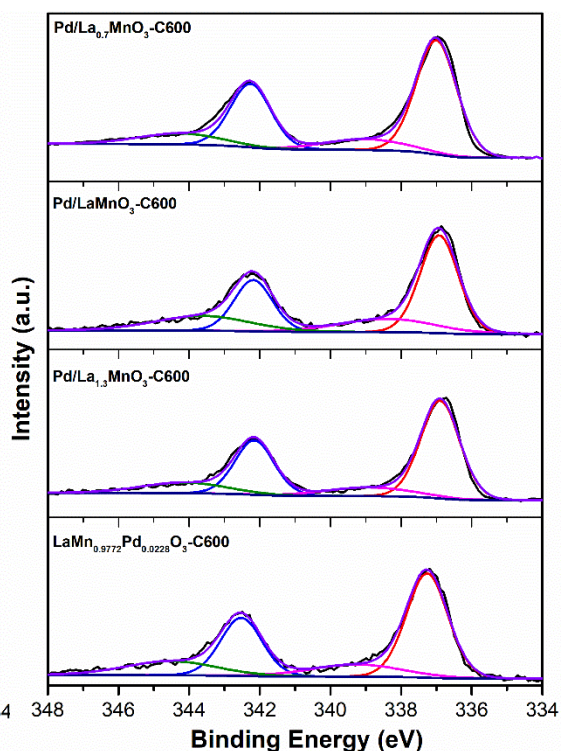 Pd/La0.7MnO3-C600
Pd/LaMnO3-C600
Pd/La1.3MnO3-C600
LaMn0.9772Pd0.0228O3-C600
Intensity (a.u.)
4 348 346 344 342 340 338 336 334
Binding Energy (eV)